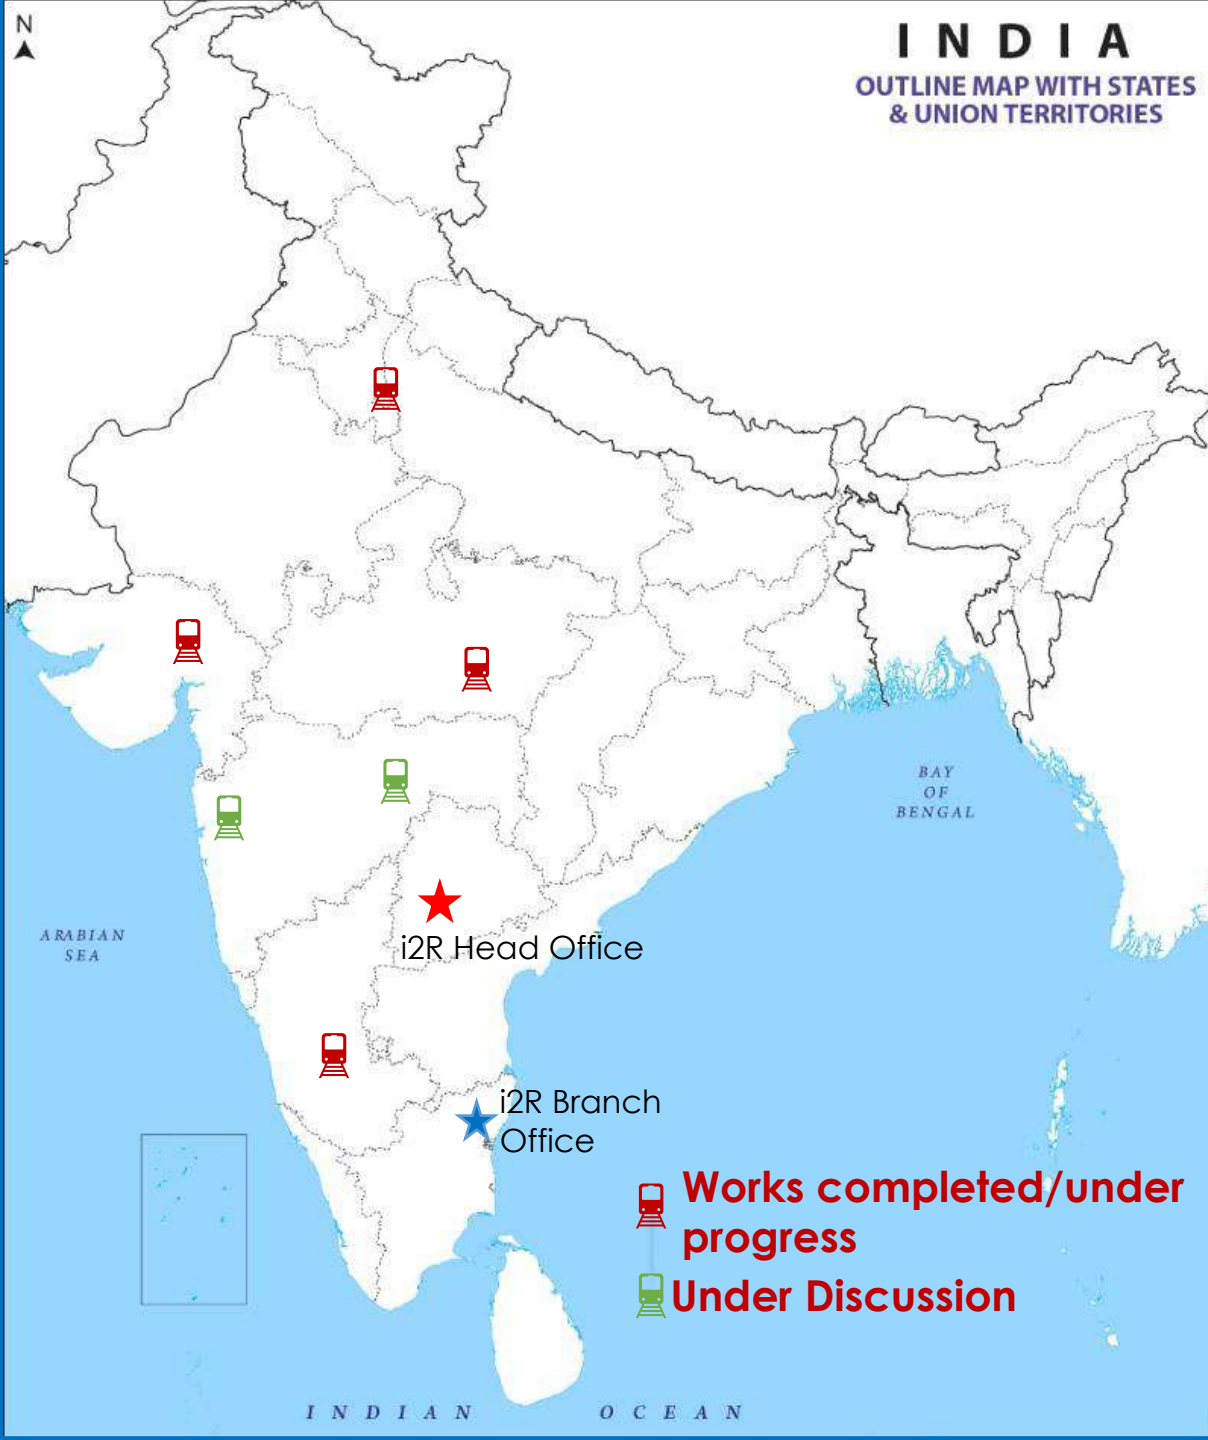 N
INDIA
OUTLINE MAP WITH STATES
& UNION TERRITORIES
BAY
OF
BENGAL
ARABIAN
SEA
i2R Head Office
i2R Branch
Office
Works completed/under
progress
Under Discussion
INDIAN OCEAN